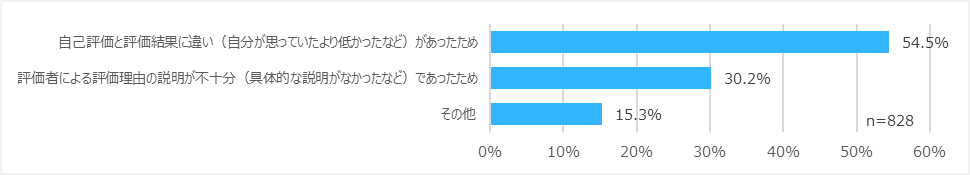 自己評価と評価結果に違い（自分が思っていたより低かったなど）があったため
54.5%
評価者による評価理由の説明が不十分（具体的な説明がなかったなど）であったため
30.2%
その他
15.3%
n=828
0% 10% 20% 30% 40% 50% 60%